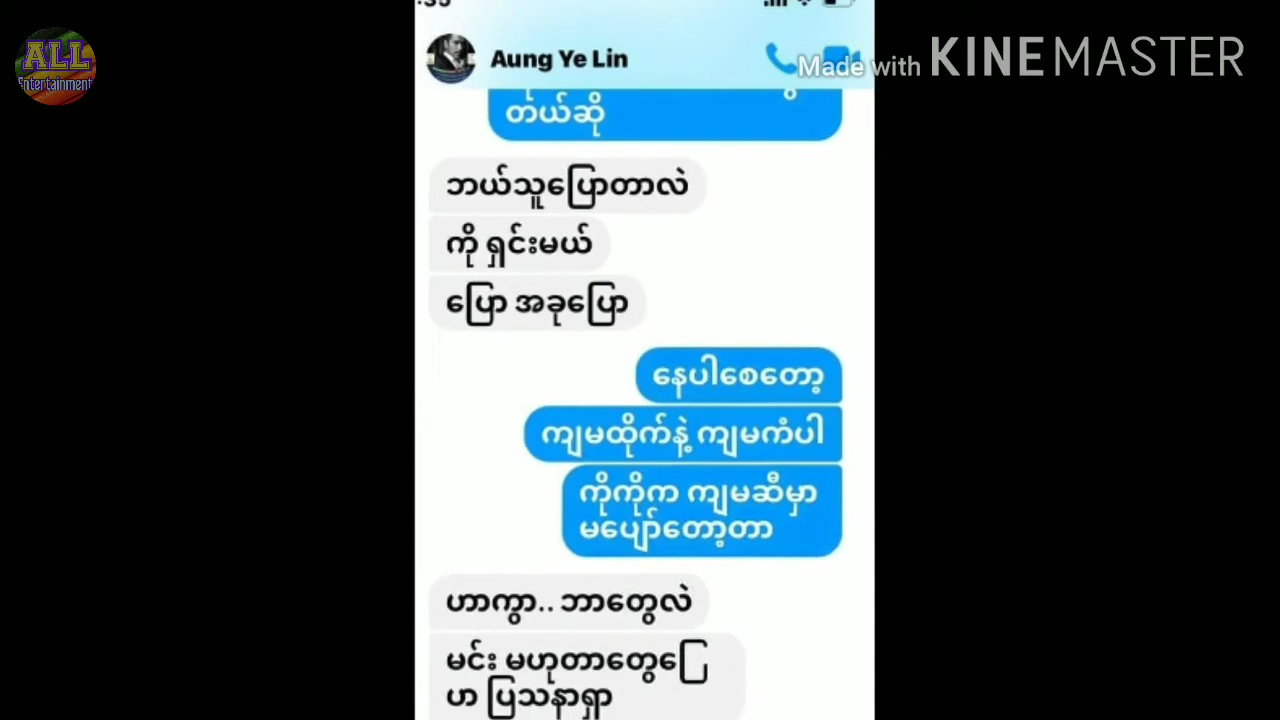 :35
ALL
Entertainment
Aung Ye Lin
Made with KINEMASTER
တယ်ဆို
ဘယ်သူပြောတာလဲ
ကို ရှင်းမယ်
ပြော အခုပြော
နေပါစေတော့
ကျမထိုက်နဲ့ ကျမကံပါ
ကိုကိုက ကျမဆီမှာ
မပျော်တော့တာ
ဟာကွာ.. ဘာတွေလဲ
မင်း မဟုတာတွေပြေ
ဟ ပြသနာရှာ